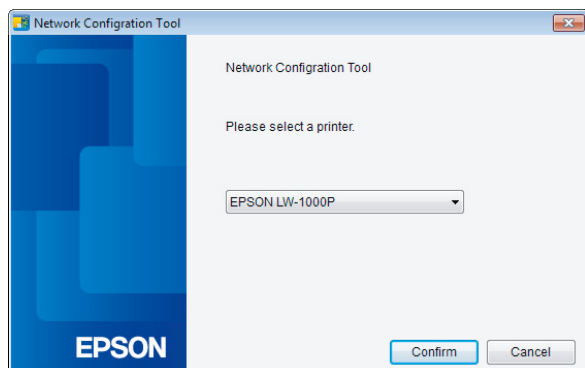 Network Configration Tool
Network Configration Tool
Please select a printer.
EPSON LW-1000P
EPSON
Confirm
Cancel